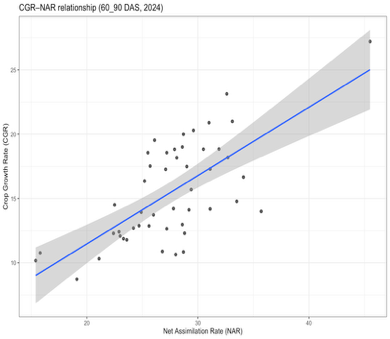 CGR–NAR relationship (60_90 DAS, 2024)
Crop Growth Rate (CGR)
25
20
15
10
20
30
40
Net Assimilation Rate (NAR)